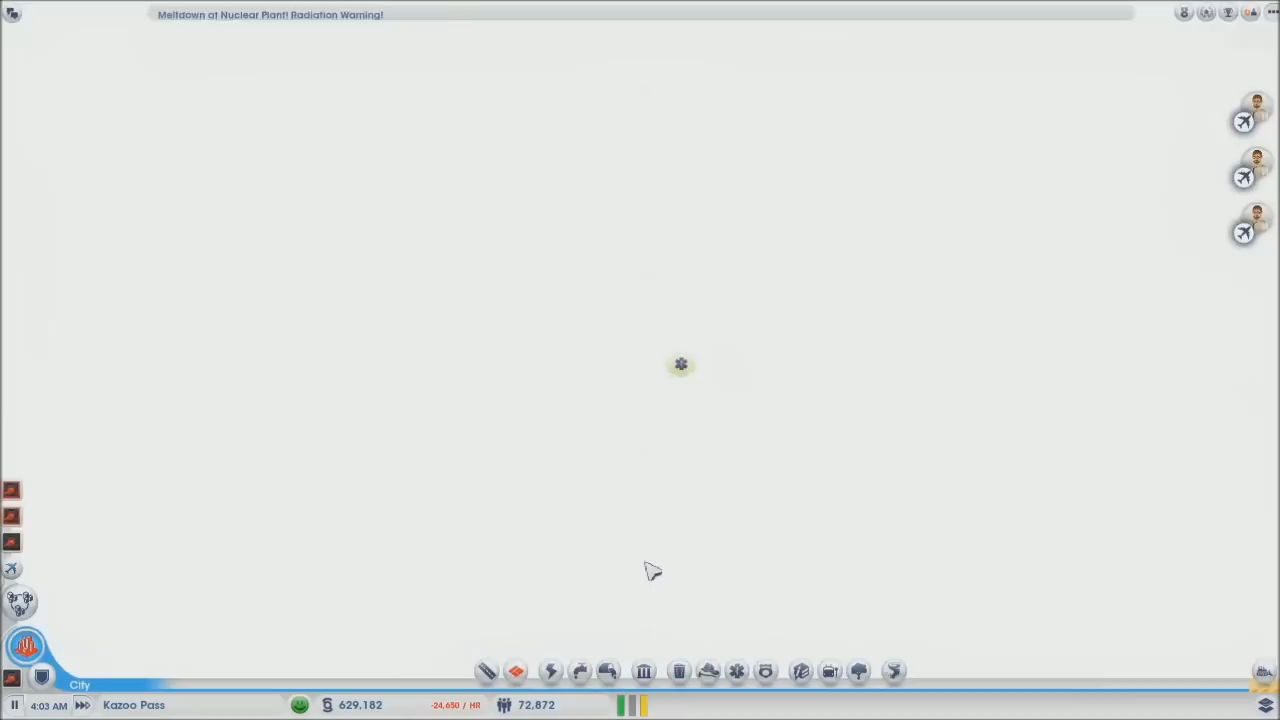 Meltdown at Nuclear Plant! Radiation Warning!
City
4:03 AM
Kazoo Pass
629,182
-24,650 / HR
72,872